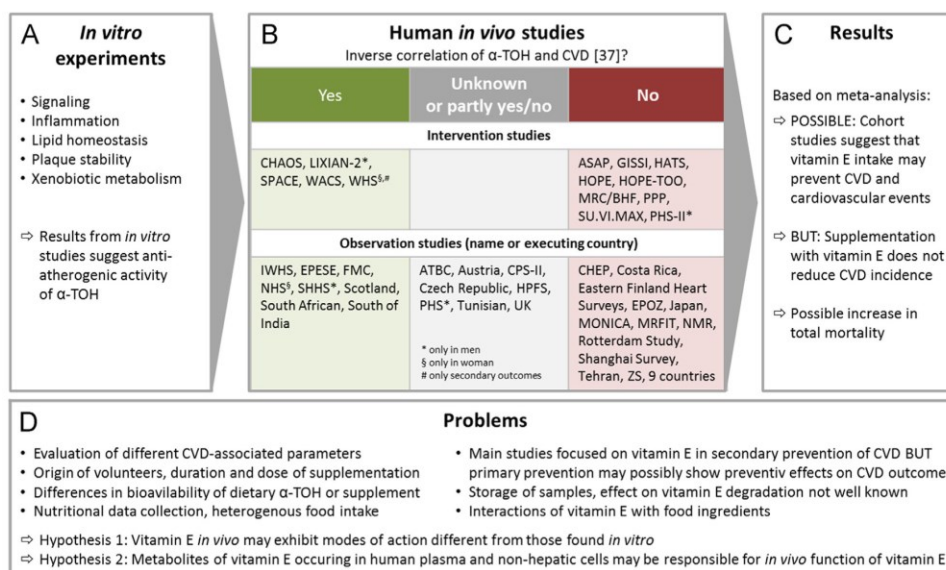 A
In vitro
experiments
• Signaling
• Inflammation
• Lipid homeostasis
• Plaque stability
• Xenobiotic metabolism
⇨ Results from in vitro
studies suggest anti-
atherogenic activity
of α-TOH
B
Human in vivo studies
Inverse correlation of α-TOH and CVD [37]?
Yes
Unknown
or partly yes/no
No
Intervention studies
CHAOS, LIXIAN-2*,
SPACE, WACS, WHS§,#
ASAP, GISSI, HATS,
HOPE, HOPE-TOO,
MRC/BHF, PPP,
SU.VI.MAX, PHS-II*
Observation studies (name or executing country)
IWHS, EPESE, FMC,
NHS§, SHHS*, Scotland,
South African, South of
India
ATBC, Austria, CPS-II,
Czech Republic, HPFS,
PHS*, Tunisian, UK
* only in men
§ only in woman
# only secondary outcomes
CHEP, Costa Rica,
Eastern Finland Heart
Surveys, EPOZ, Japan,
MONICA, MRFIT, NMR,
Rotterdam Study,
Shanghai Survey,
Tehran, ZS, 9 countries
C
Results
Based on meta-analysis:
⇨ POSSIBLE: Cohort
studies suggest that
vitamin E intake may
prevent CVD and
cardiovascular events
⇨ BUT: Supplementation
with vitamin E does not
reduce CVD incidence
⇨ Possible increase in
total mortality
D
Problems
• Evaluation of different CVD-associated parameters
• Origin of volunteers, duration and dose of supplementation
• Differences in bioavability of dietary α-TOH or supplement
• Nutritional data collection, heterogenous food intake
• Main studies focused on vitamin E in secondary prevention of CVD BUT
primary prevention may possibly show preventiv effects on CVD outcome
• Storage of samples, effect on vitamin E degradation not well known
• Interactions of vitamin E with food ingredients
⇨ Hypothesis 1: Vitamin E in vivo may exhibit modes of action different from those found in vitro
⇨ Hypothesis 2: Metabolites of vitamin E occuring in human plasma and non-hepatic cells may be responsible for in vivo function of vitamin E